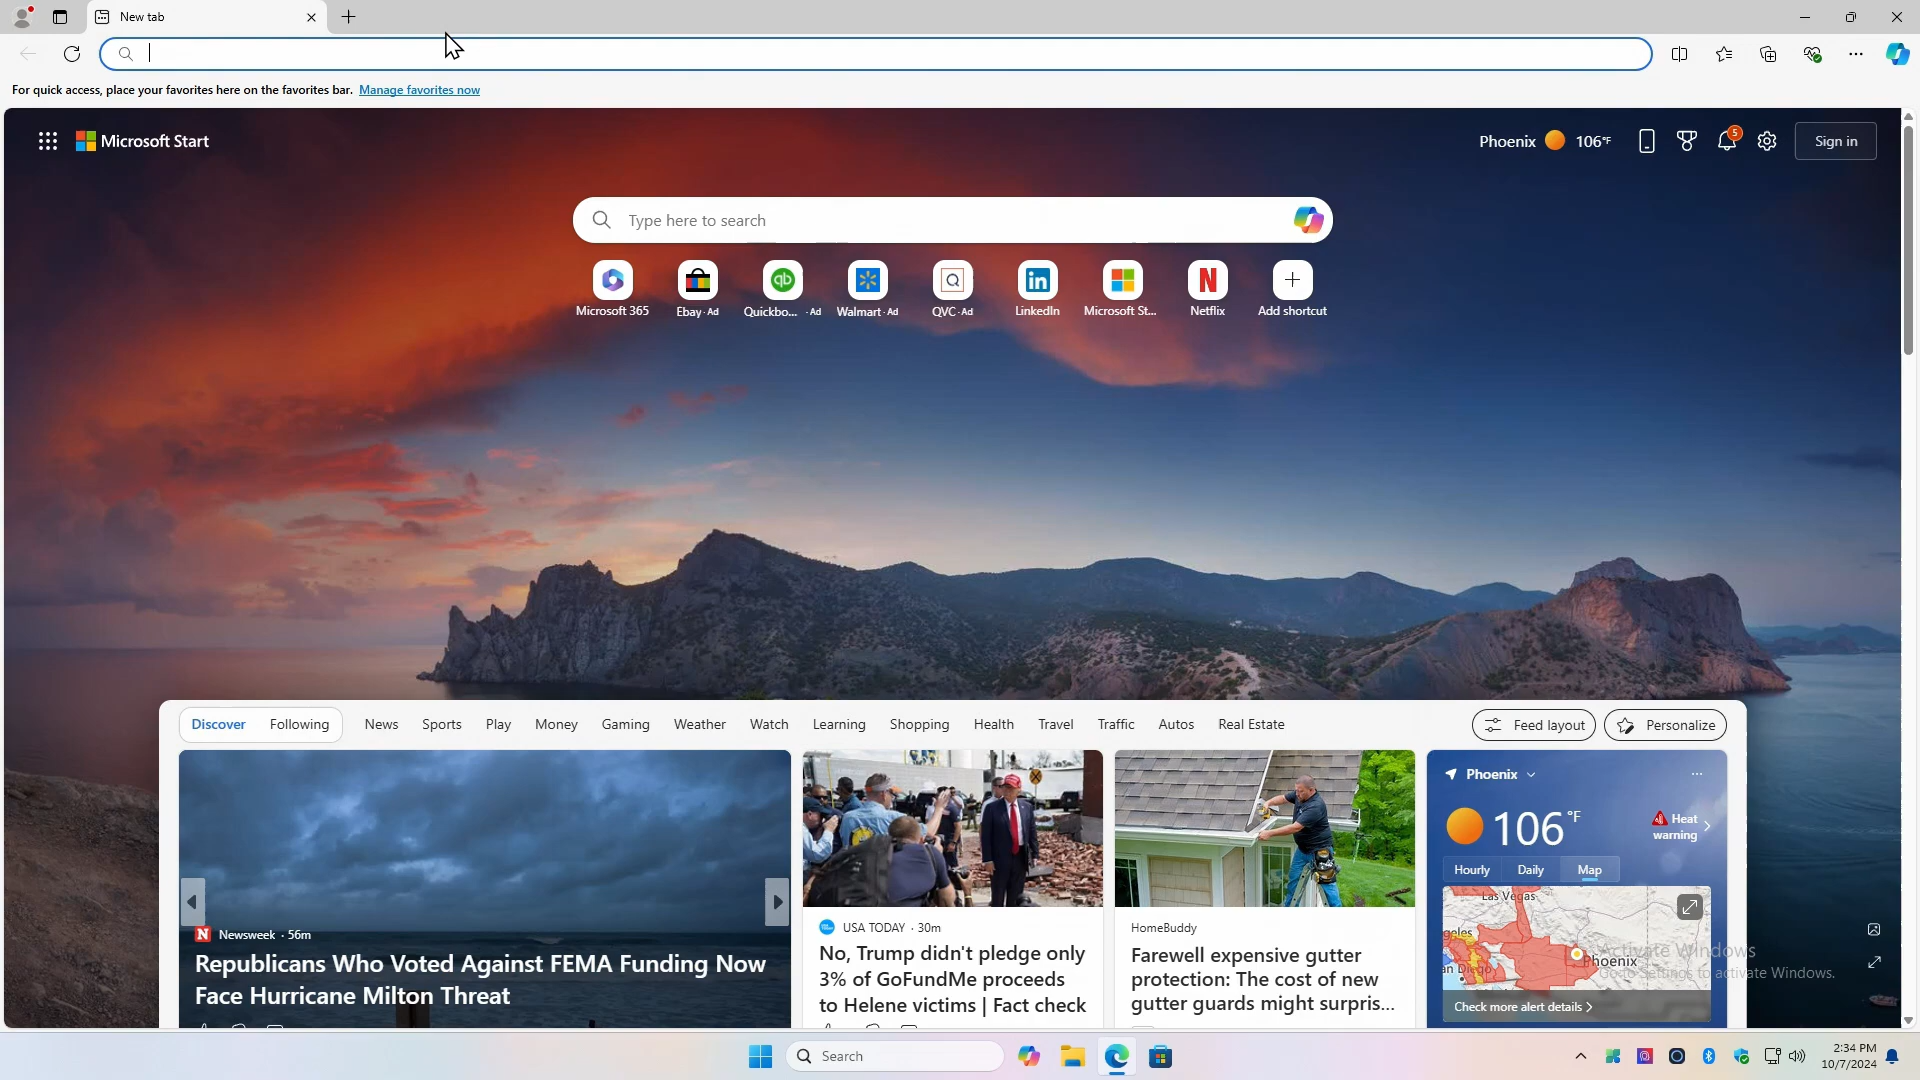 New tab
For quick access, place your favorites here on the favorites bar. Manage favorites now
Microsoft Start
Phoenix 106°F
5
Sign in
Type here to search
Microsoft 365
Ebay · Ad
Quickbo... · Ad
Walmart · Ad
QVC · Ad
LinkedIn
Microsoft St...
Netflix
Add shortcut
Discover Following News Sports Play Money Gaming Weather Watch Learning Shopping Health Travel Traffic Autos Real Estate
Feed layout
Personalize
Newsweek · 56m
Republicans Who Voted Against FEMA Funding Now
Face Hurricane Milton Threat
USA TODAY · 30m
No, Trump didn't pledge only
3% of GoFundMe proceeds
to Helene victims | Fact check
HomeBuddy
Farewell expensive gutter
protection: The cost of new
gutter guards might surpris...
Phoenix
106 °F
Heat
warning
Hourly Daily Map
Las Vegas
geles
an Diego
Phoenix
Check more alert details
Activate Windows
Go to Settings to activate Windows.
Search
2:34 PM
10/7/2024